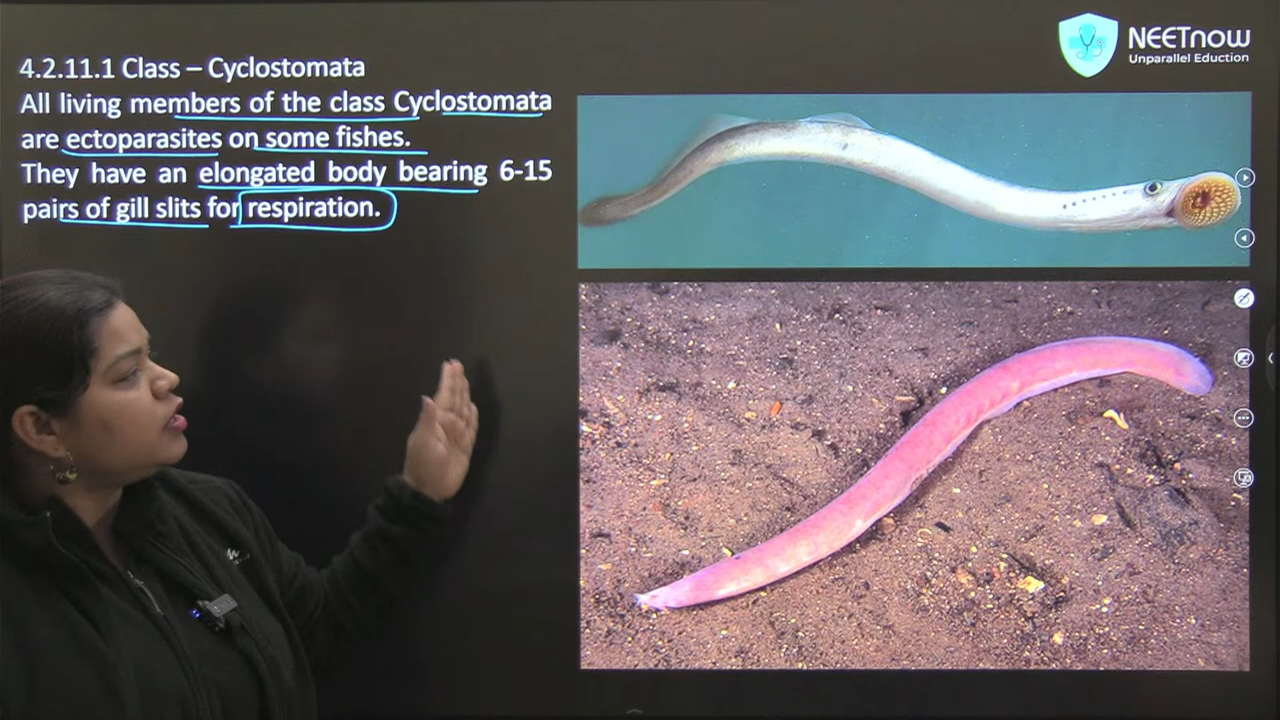 4.2.11.1 Class – Cyclostomata
All living members of the class Cyclostomata
are ectoparasites on some fishes.
They have an elongated body bearing 6-15
pairs of gill slits for respiration.
NEETnow
Unparallel Eduction